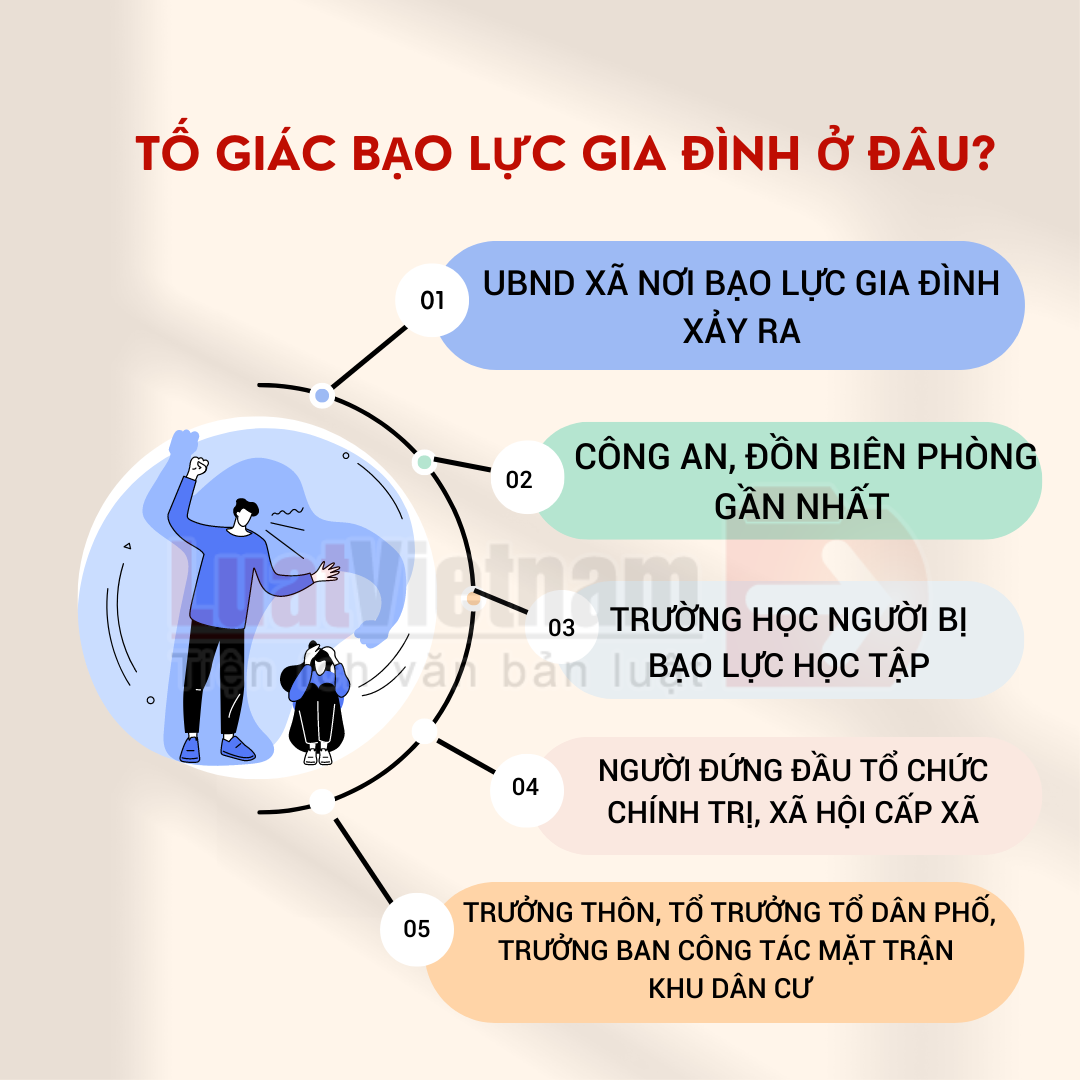 TỐ GIÁC BẠO LỰC GIA ĐÌNH Ở ĐÂU?
01
UBND XÃ NƠI BẠO LỰC GIA ĐÌNH
XẢY RA
02
CÔNG AN, ĐỒN BIÊN PHÒNG
GẦN NHẤT
03
TRƯỜNG HỌC NGƯỜI BỊ
BẠO LỰC HỌC TẬP
LuatVietnam
Tiện ích văn bản luật
04
NGƯỜI ĐỨNG ĐẦU TỔ CHỨC
CHÍNH TRỊ, XÃ HỘI CẤP XÃ
05
TRƯỞNG THÔN, TỔ TRƯỞNG TỔ DÂN PHỐ,
TRƯỞNG BAN CÔNG TÁC MẶT TRẬN
KHU DÂN CƯ